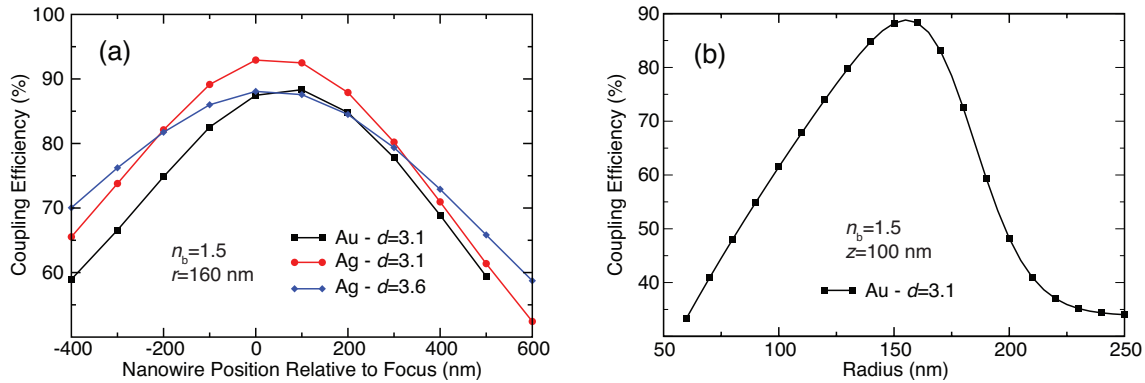 (a)
Coupling Efficiency (%)
100
90
80
70
60
n_b=1.5
r=160 nm
Au - d=3.1
Ag - d=3.1
Ag - d=3.6
-400 -200 0 200 400 600
Nanowire Position Relative to Focus (nm)
(b)
Coupling Efficiency (%)
90
80
70
60
50
40
n_b=1.5
z=100 nm
Au - d=3.1
50 100 150 200 250
Radius (nm)